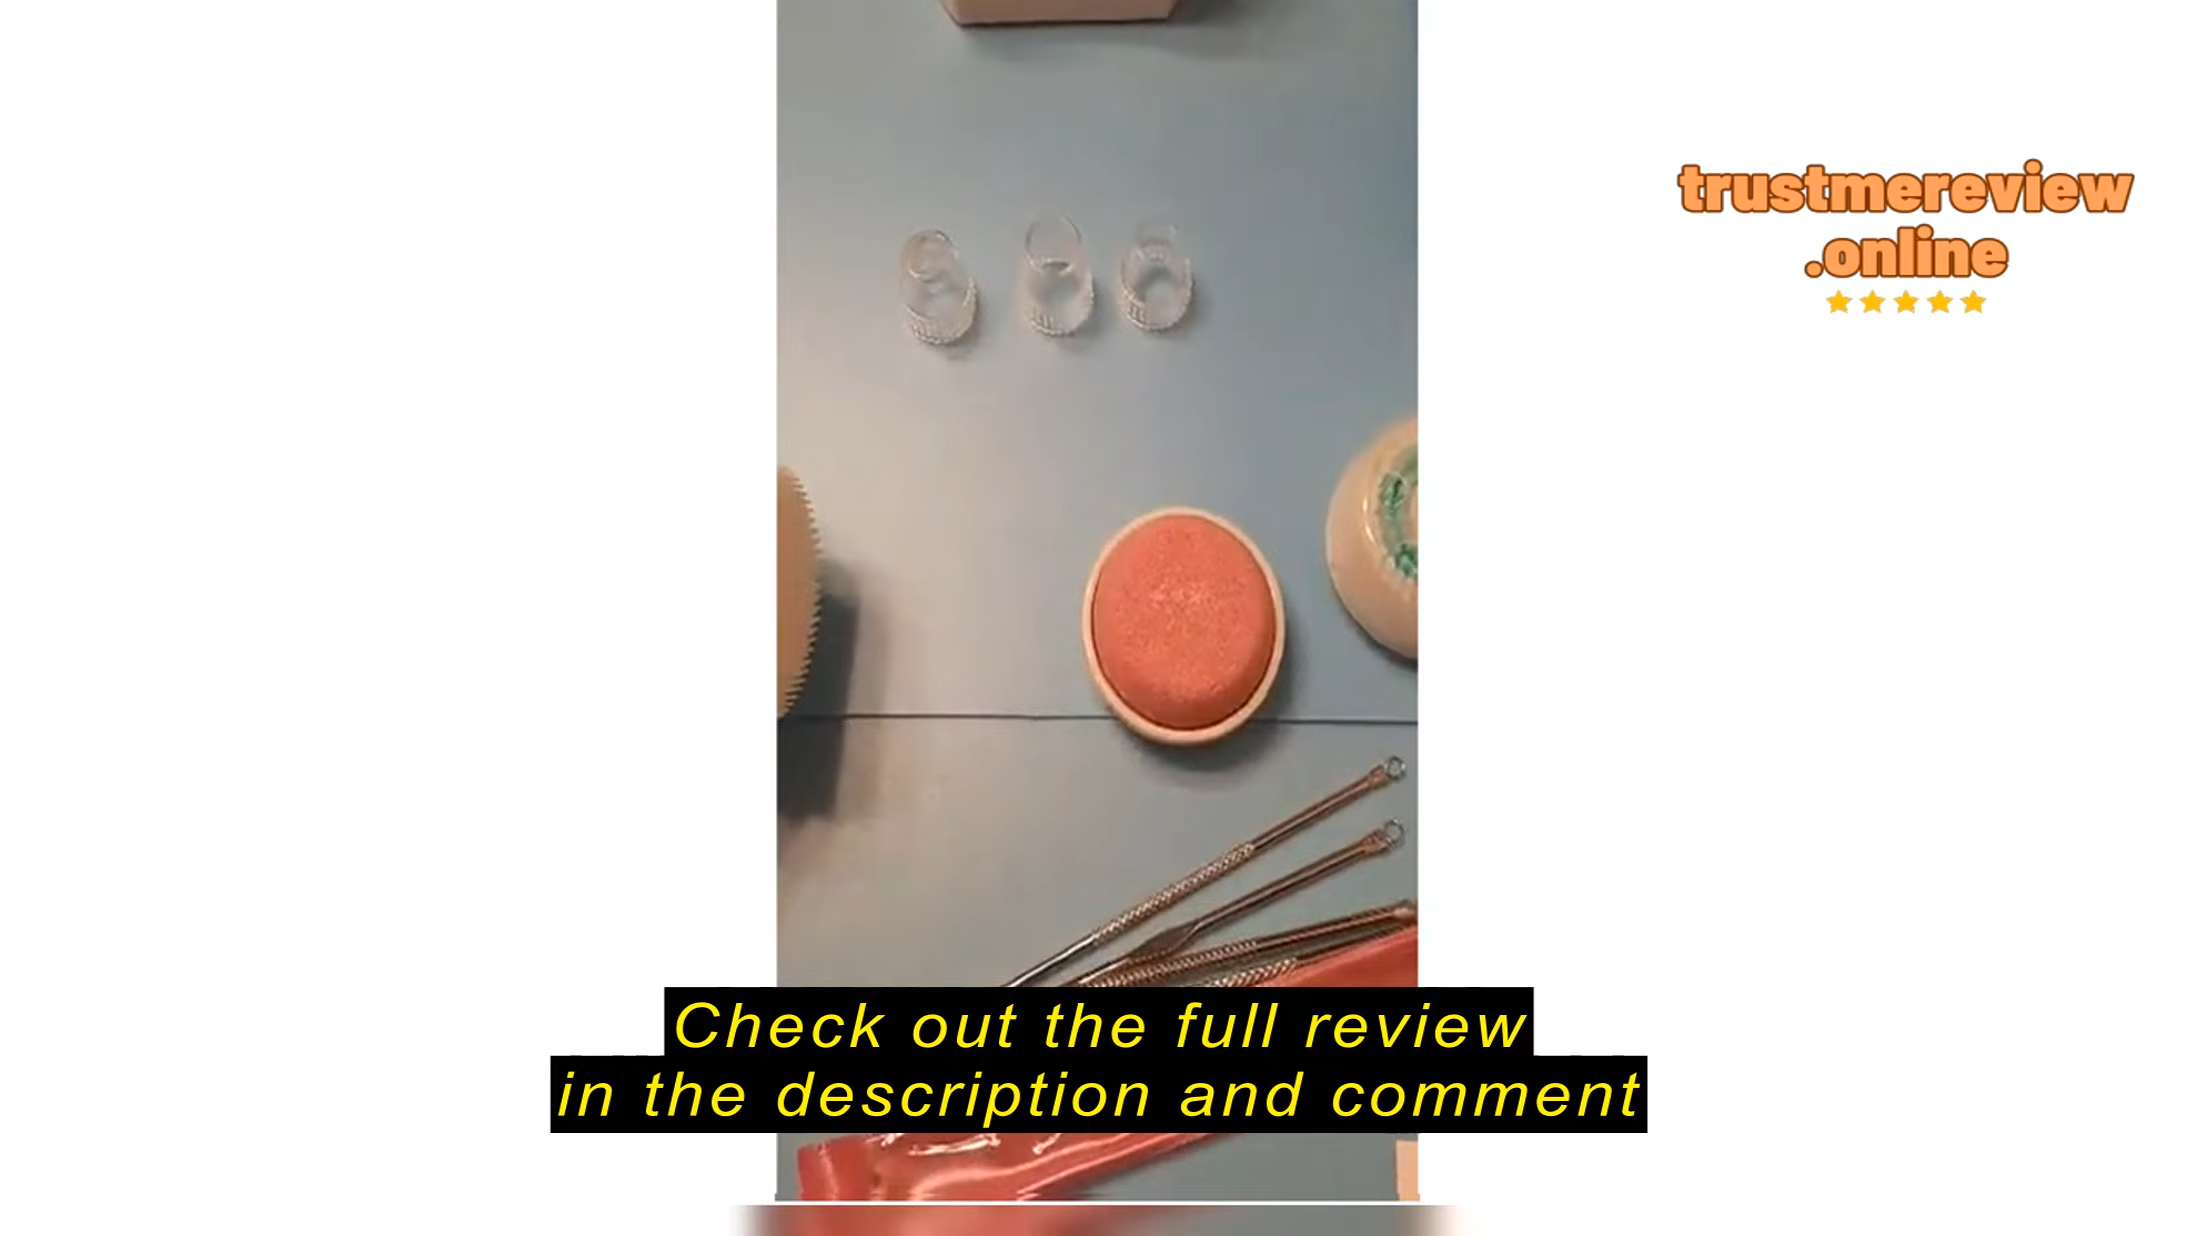 trustmereview
.online
Check out the full review
in the description and comment